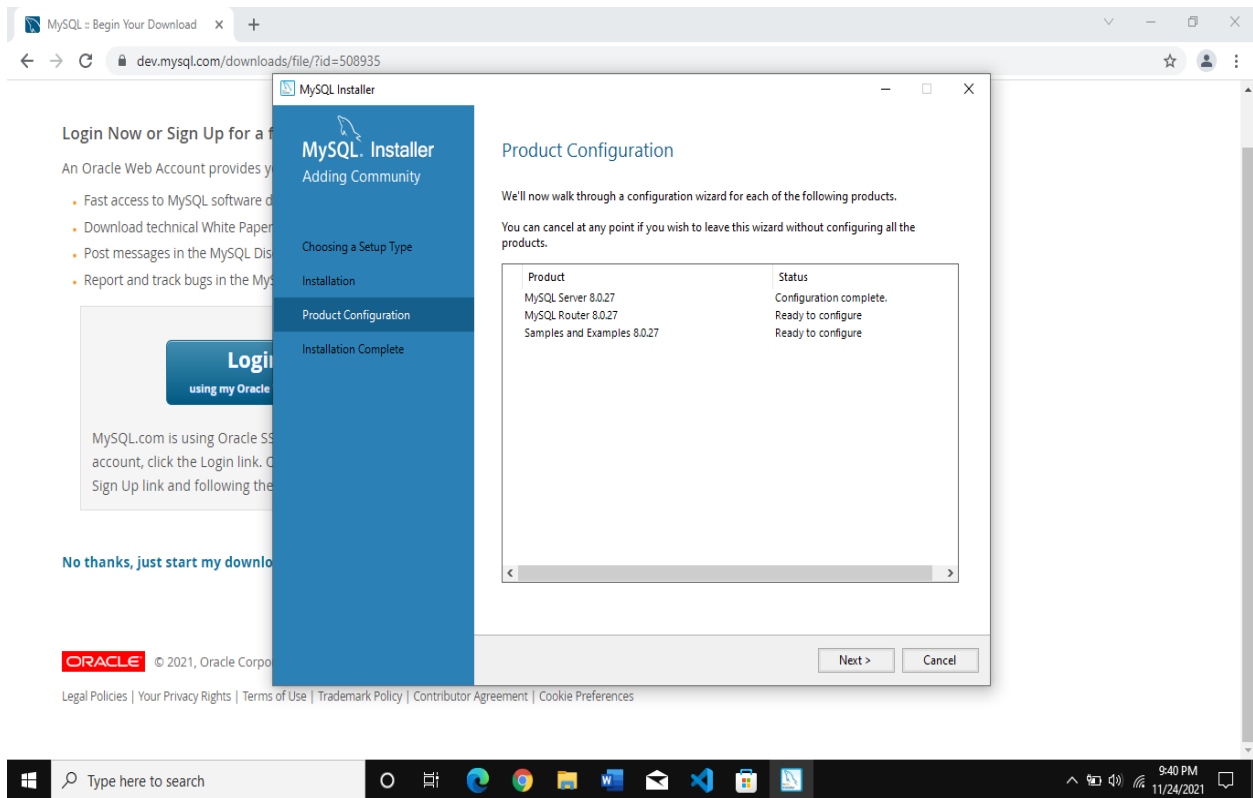 MySQL :: Begin Your Download
dev.mysql.com/downloads/file/?id=508935
Login Now or Sign Up for a f
An Oracle Web Account provides y
Fast access to MySQL software d
Download technical White Paper
Post messages in the MySQL Dis
Report and track bugs in the MyS
Logi
using my Oracle
MySQL.com is using Oracle SS
account, click the Login link. O
Sign Up link and following the
No thanks, just start my downlo
ORACLE © 2021, Oracle Corpo
Legal Policies | Your Privacy Rights | Terms of Use | Trademark Policy | Contributor Agreement | Cookie Preferences
MySQL Installer
MySQL. Installer
Adding Community
Choosing a Setup Type
Installation
Product Configuration
Installation Complete
Product Configuration
We'll now walk through a configuration wizard for each of the following products.
You can cancel at any point if you wish to leave this wizard without configuring all the
products.
Product Status
MySQL Server 8.0.27 Configuration complete.
MySQL Router 8.0.27 Ready to configure
Samples and Examples 8.0.27 Ready to configure
Next > Cancel
Type here to search
9:40 PM
11/24/2021